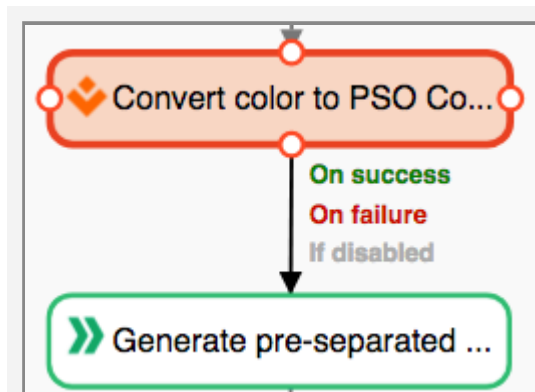 Convert color to PSO Co...
On success
On failure
If disabled
Generate pre-separated ...